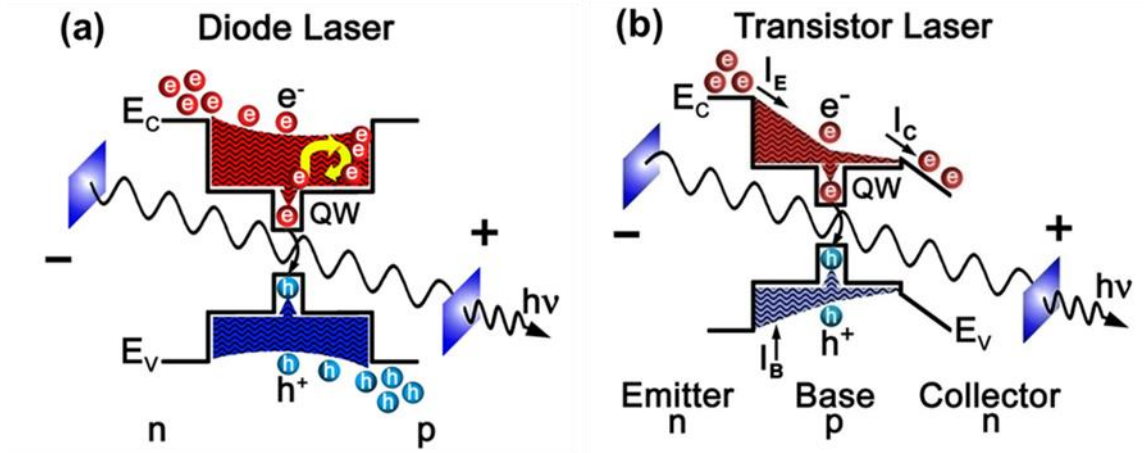 (a) Diode Laser
e e e e e e⁻ e
E_C
e e e e
e QW
− +
h hν
E_V
h⁺ h h h h h h h
n p
(b) Transistor Laser
e e e I_E
E_C e⁻ e I_C
e e
e QW
− +
h hν
h⁺ h E_V
I_B
Emitter Base Collector
n p n